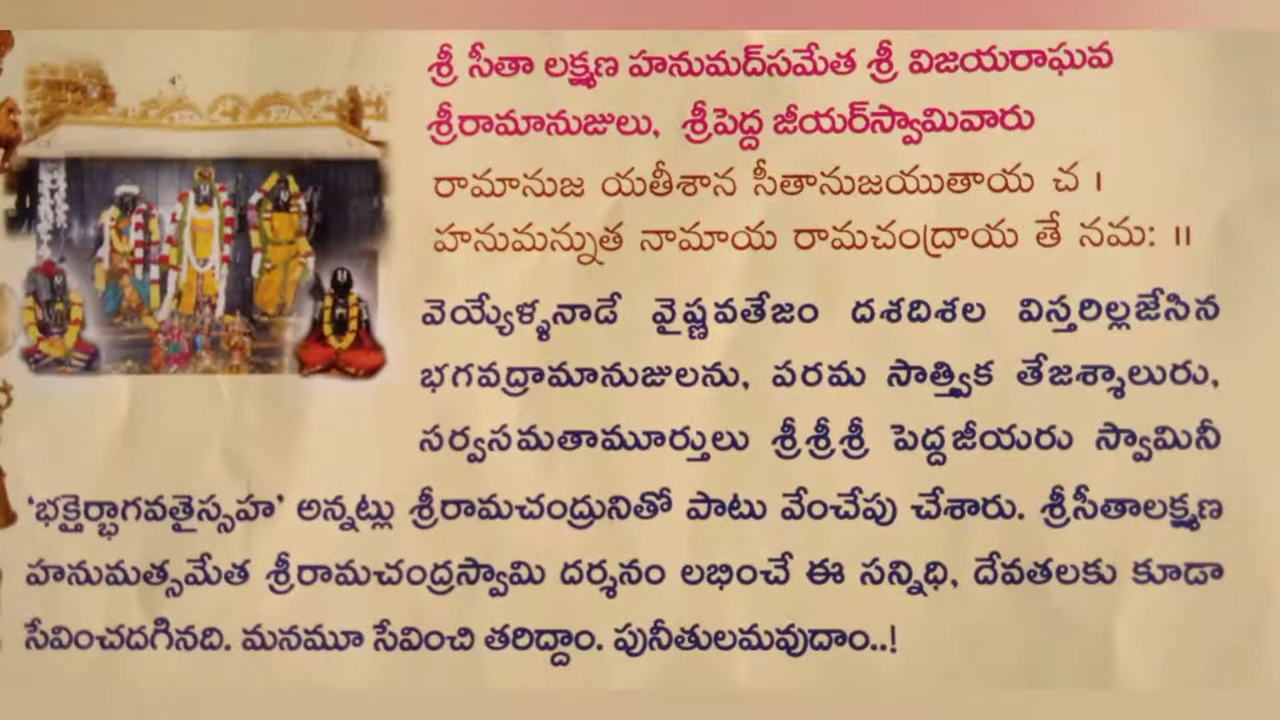 శ్రీ సీతా లక్ష్మణ హనుమద్‌సమేత శ్రీ విజయరాఘవ
శ్రీరామానుజులు, శ్రీపెద్ద జీయర్‌స్వామివారు
రామానుజ యతీశాన సీతానుజయుతాయ చ ।
హనుమన్నుత నామాయ రామచంద్రాయ తే నమః ॥
వెయ్యేళ్ళనాడే వైష్ణవతేజం దశదిశల విస్తరిల్లజేసిన
భగవద్రామానుజులను, పరమ సాత్త్విక తేజశ్శాలురు,
సర్వసమతామూర్తులు శ్రీశ్రీశ్రీ పెద్దజీయరు స్వామినీ
‘భక్తైర్భాగవతైస్సహ’ అన్నట్లు శ్రీరామచంద్రునితో పాటు వేంచేపు చేశారు. శ్రీసీతాలక్ష్మణ
హనుమత్సమేత శ్రీరామచంద్రస్వామి దర్శనం లభించే ఈ సన్నిధి, దేవతలకు కూడా
సేవించదగినది. మనమూ సేవించి తరిద్దాం. పునీతులమవుదాం..!